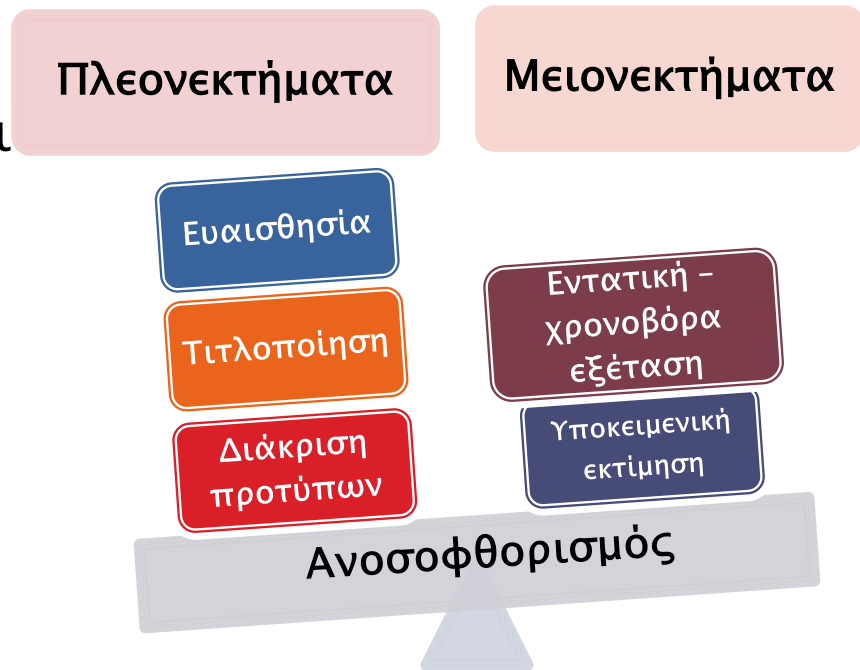 Πλεονεκτήματα
Μειονεκτήματα
ι
Ευαισθησία
Τιτλοποίηση
Διάκριση
προτύπων
Εντατική –
χρονοβόρα
εξέταση
Υποκειμενική
εκτίμηση
Ανοσοφθορισμός